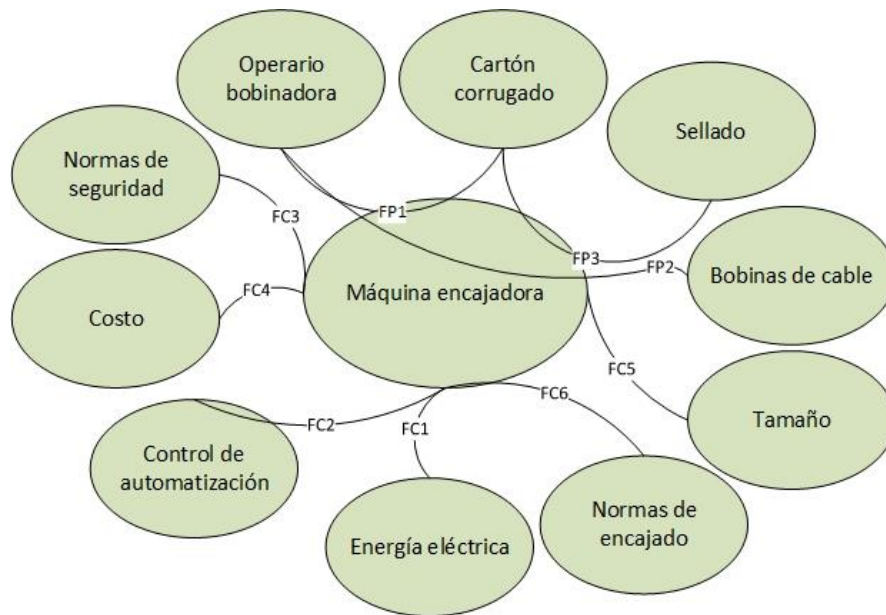 Operario
bobinadora
Cartón
corrugado
Sellado
Normas de
seguridad
FP1
FC3
FP3
FP2
Bobinas de cable
Máquina encajadora
Costo
FC4
FC5
FC6
Tamaño
FC2
FC1
Control de
automatización
Normas de
encajado
Energía eléctrica